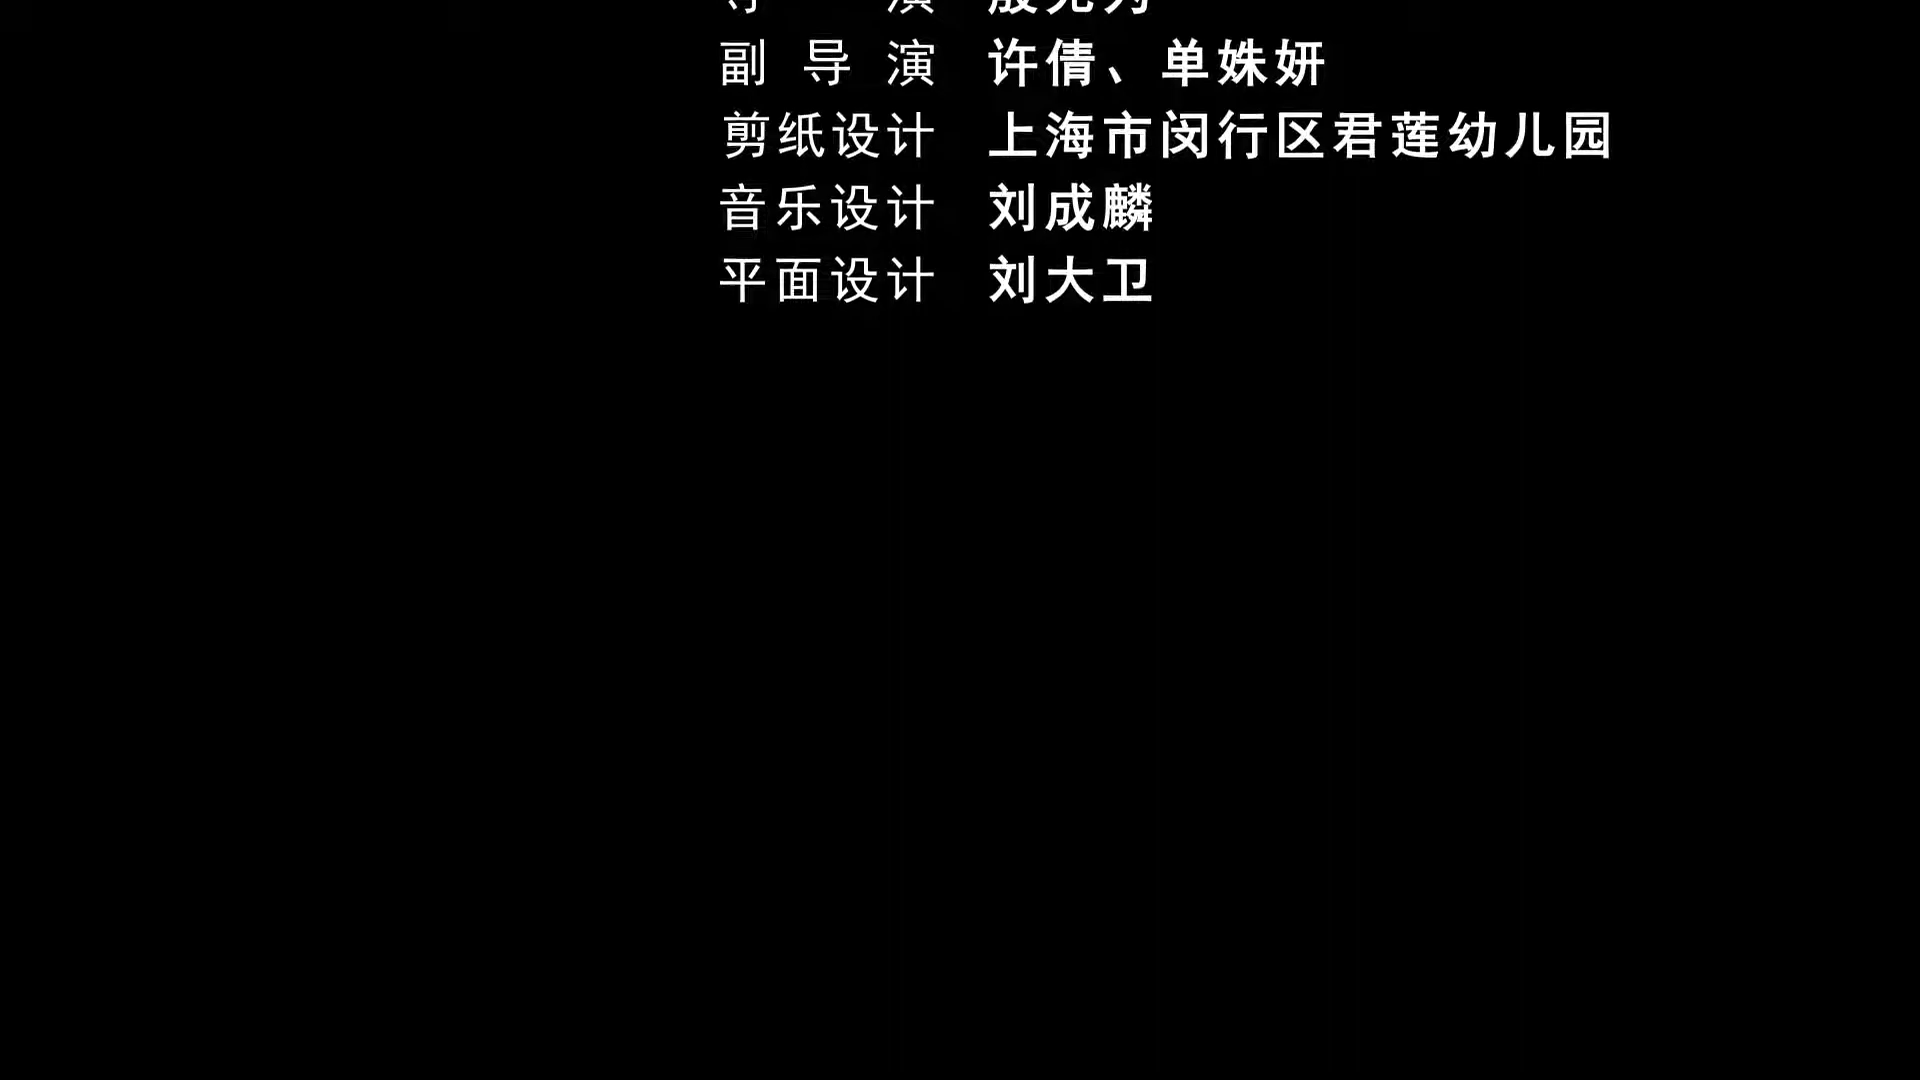 副 导 演 许倩、单姝妍
剪纸设计 上海市闵行区君莲幼儿园
音乐设计 刘成麟
平面设计 刘大卫